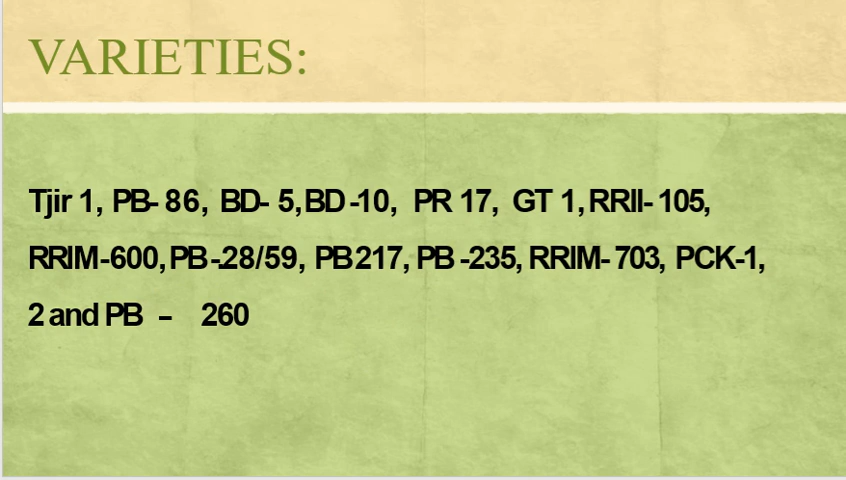 VARIETIES:
Tjir 1, PB- 86, BD- 5, BD -10, PR 17, GT 1, RRII- 105,
RRIM-600, PB -28/59, PB 217, PB -235, RRIM- 703, PCK-1,
2 and PB – 260